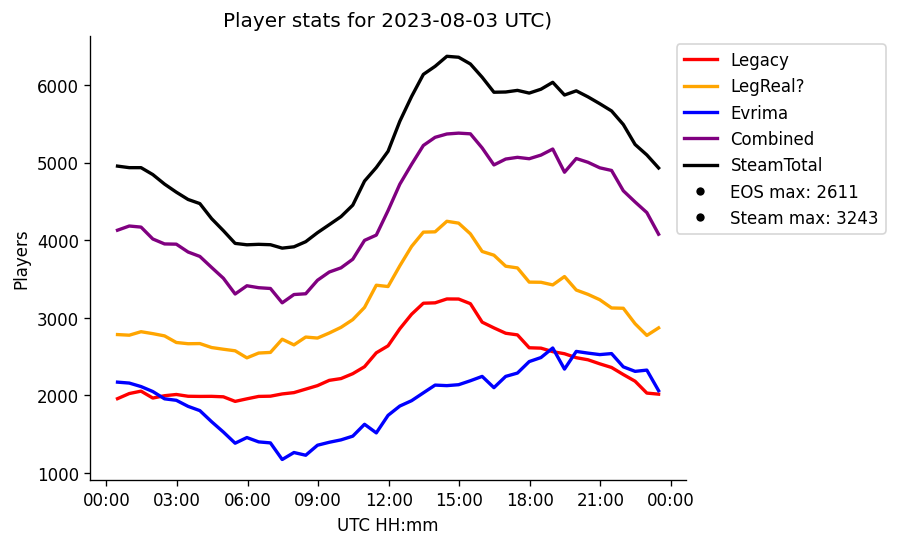 Player stats for 2023-08-03 UTC)
Legacy
LegReal?
Evrima
Combined
SteamTotal
EOS max: 2611
Steam max: 3243
Players
6000
5000
4000
3000
2000
1000
00:00 03:00 06:00 09:00 12:00 15:00 18:00 21:00 00:00
UTC HH:mm